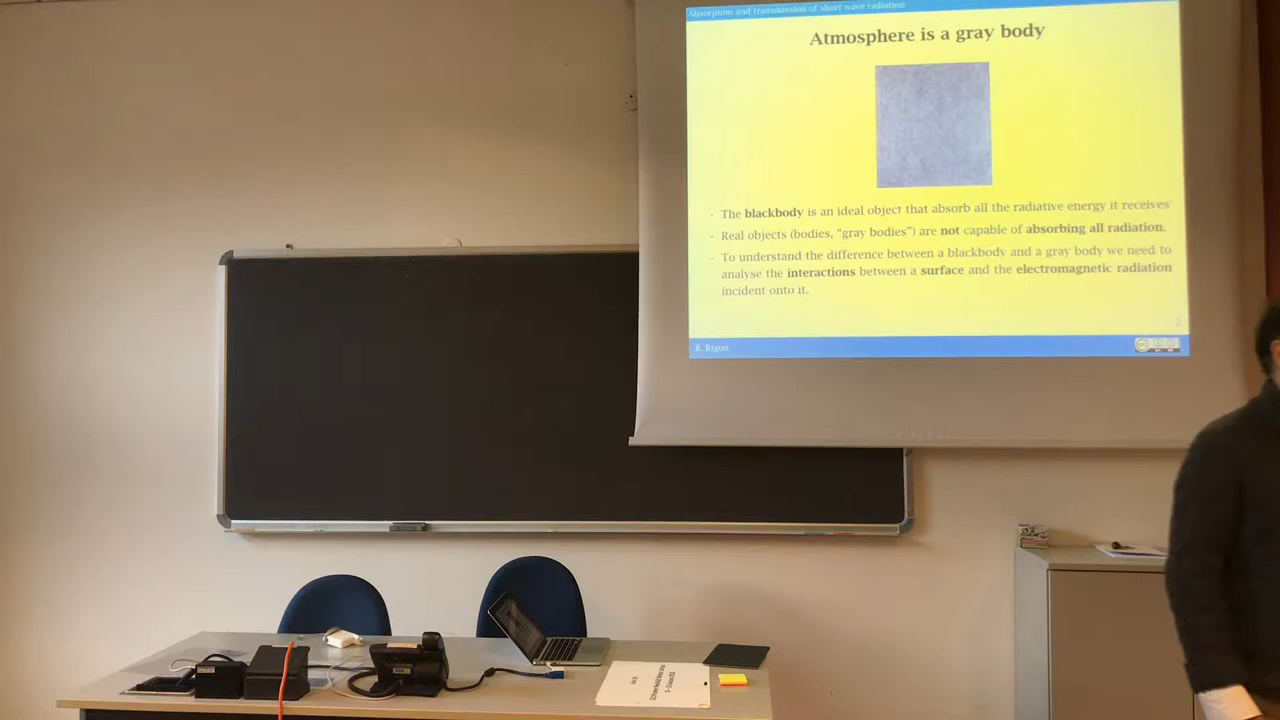 Absorption and transmission of short wave radiation
Atmosphere is a gray body
· The blackbody is an ideal object that absorb all the radiative energy it receives
· Real objects (bodies, “gray bodies”) are not capable of absorbing all radiation.
· To understand the difference between a blackbody and a gray body we need to
analyse the interactions between a surface and the electromagnetic radiation
incident onto it.
R. Rigon